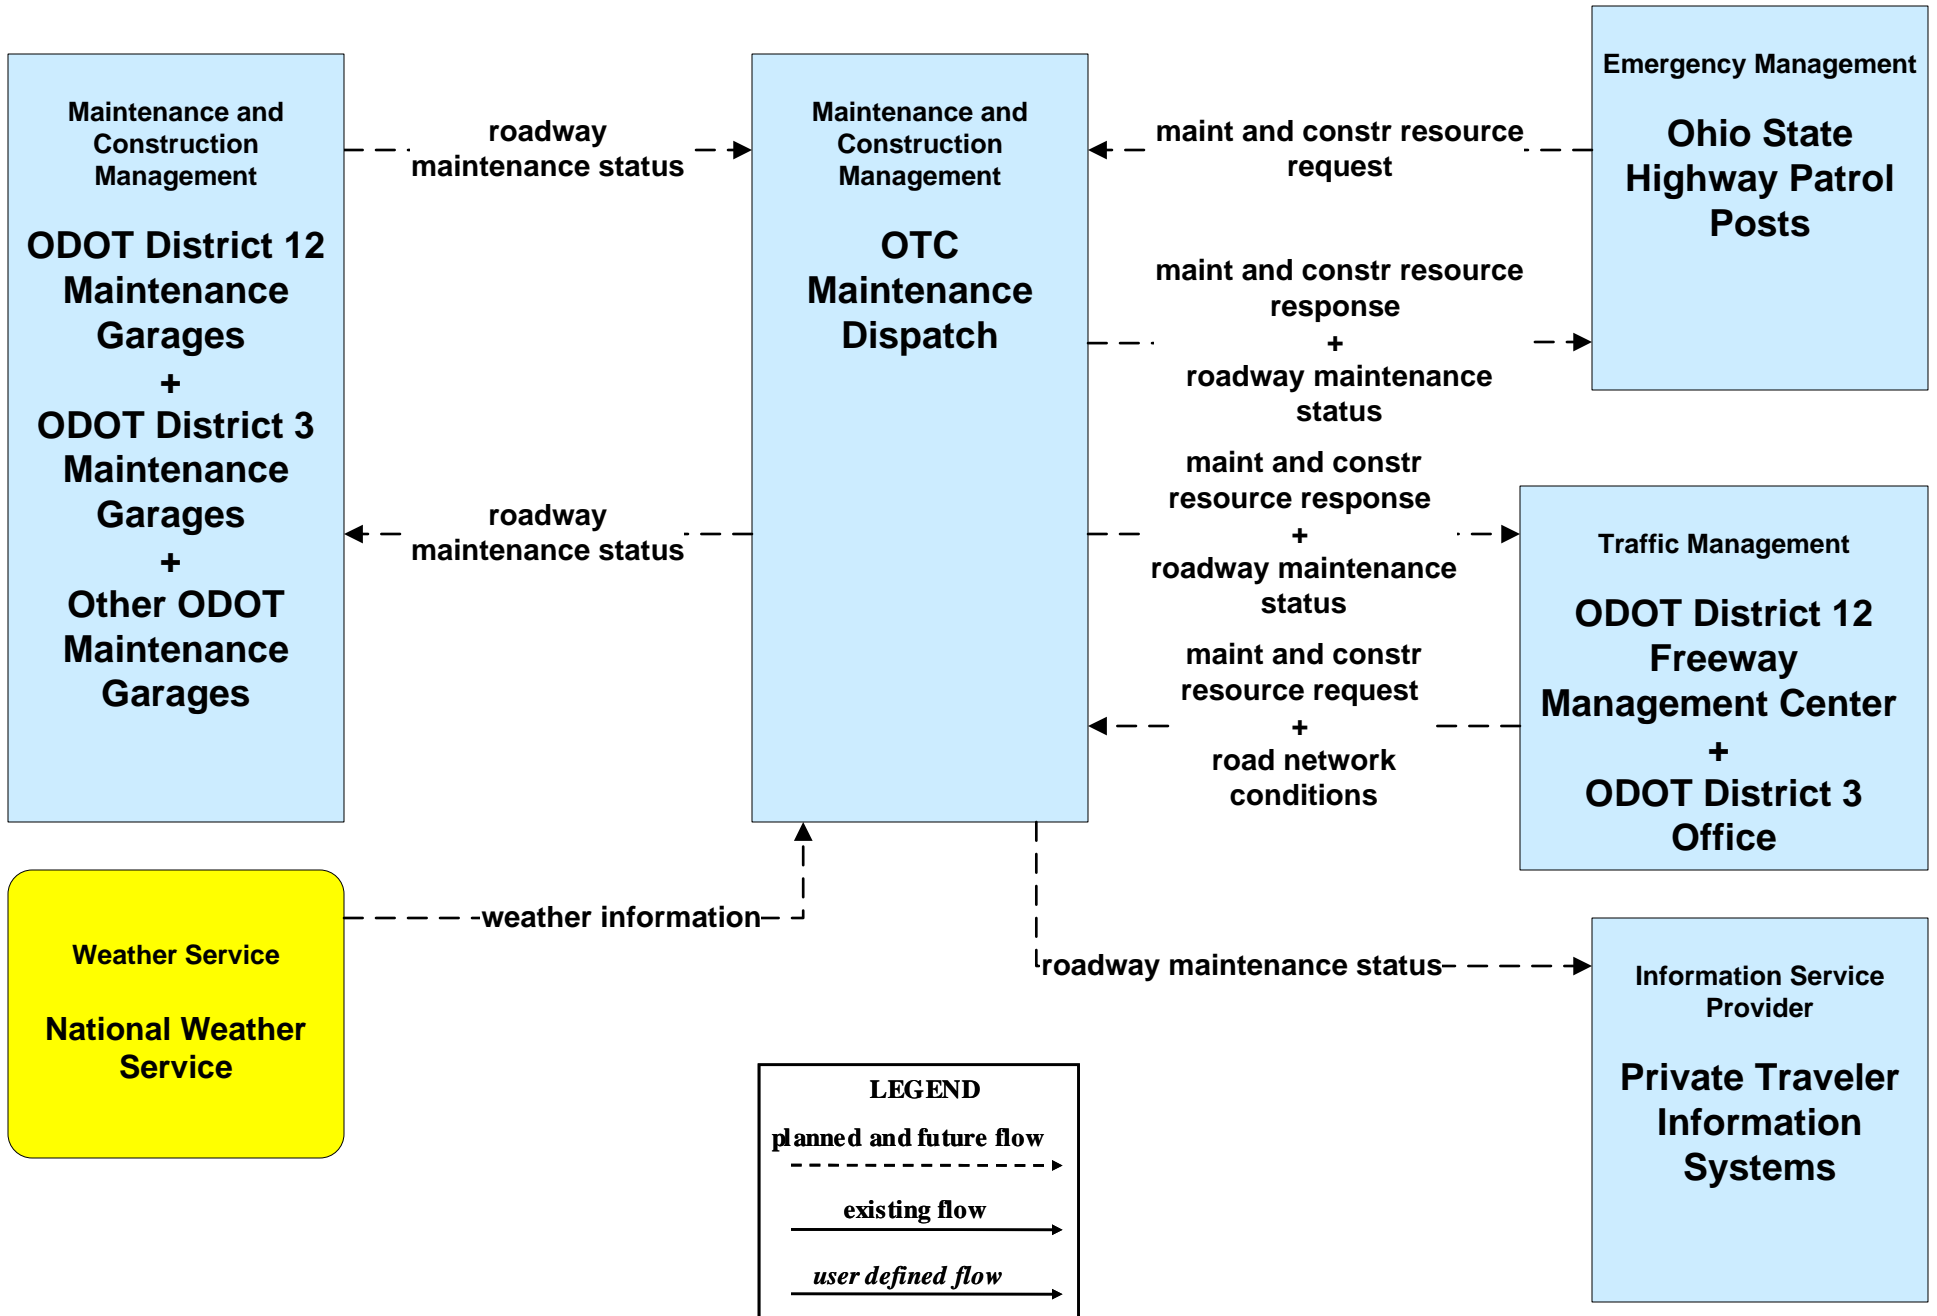 Maintenance and
Construction
Management
ODOT District 12
Maintenance
Garages
+
ODOT District 3
Maintenance
Garages
+
Other ODOT
Maintenance
Garages
roadway
maintenance status
roadway
maintenance status
Maintenance and
Construction
Management
OTC
Maintenance
Dispatch
maint and constr resource
request
maint and constr resource
response
+
roadway maintenance
status
maint and constr
resource response
+
roadway maintenance
status
maint and constr
resource request
+
road network
conditions
Emergency Management
Ohio State
Highway Patrol
Posts
Traffic Management
ODOT District 12
Freeway
Management Center
+
ODOT District 3
Office
Weather Service
National Weather
Service
weather information
roadway maintenance status
Information Service
Provider
Private Traveler
Information
Systems
LEGEND
planned and future flow
existing flow
user defined flow